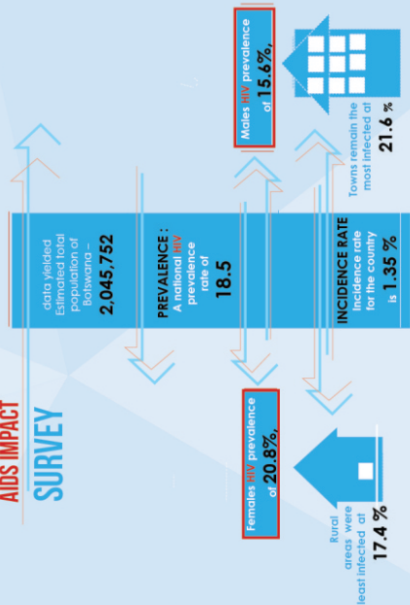 AIDS IMPACT
SURVEY
data yielded
Estimated total
population of
Botswana –
2,045,752
PREVALENCE :
A national HIV
prevalence
rate of
18.5
Females HIV prevalence
of 20.8%,
Males HIV prevalence
of 15.6%,
INCIDENCE RATE
Incidence rate
for the country
is 1.35 %
Rural
areas were
least infected at
17.4 %
Towns remain the
most infected at
21.6 %